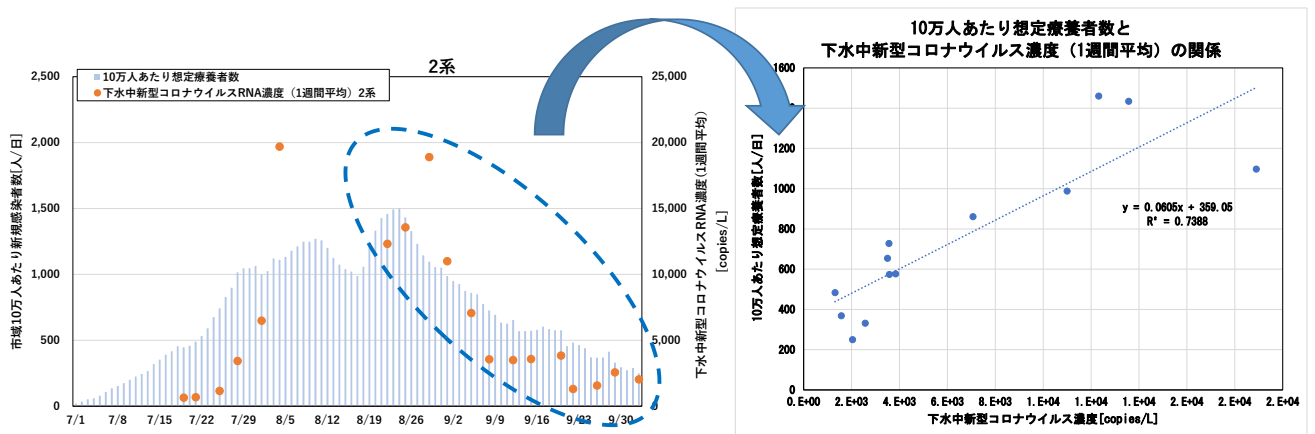 2系
10万人あたり想定療養者数
下水中新型コロナウイルスRNA濃度（1週間平均）2系
2,500
2,000
1,500
1,000
500
0
25,000
20,000
15,000
10,000
5,000
0
市域10万人あたり新規感染者数[人/日]
下水中新型コロナウイルスRNA濃度(1週間平均)
[copies/L]
7/1 7/8 7/15 7/22 7/29 8/5 8/12 8/19 8/26 9/2 9/9 9/16 9/23 9/30
10万人あたり想定療養者数と
下水中新型コロナウイルス濃度（1週間平均）の関係
1600
1400
1200
1000
800
600
400
200
0
10万人あたり想定療養者数[人/日]
y = 0.0605x + 359.05
R² = 0.7388
0.E+00 2.E+03 4.E+03 6.E+03 8.E+03 1.E+04 1.E+04 1.E+04 2.E+04 2.E+04 2.E+04
下水中新型コロナウイルス濃度[copies/L]